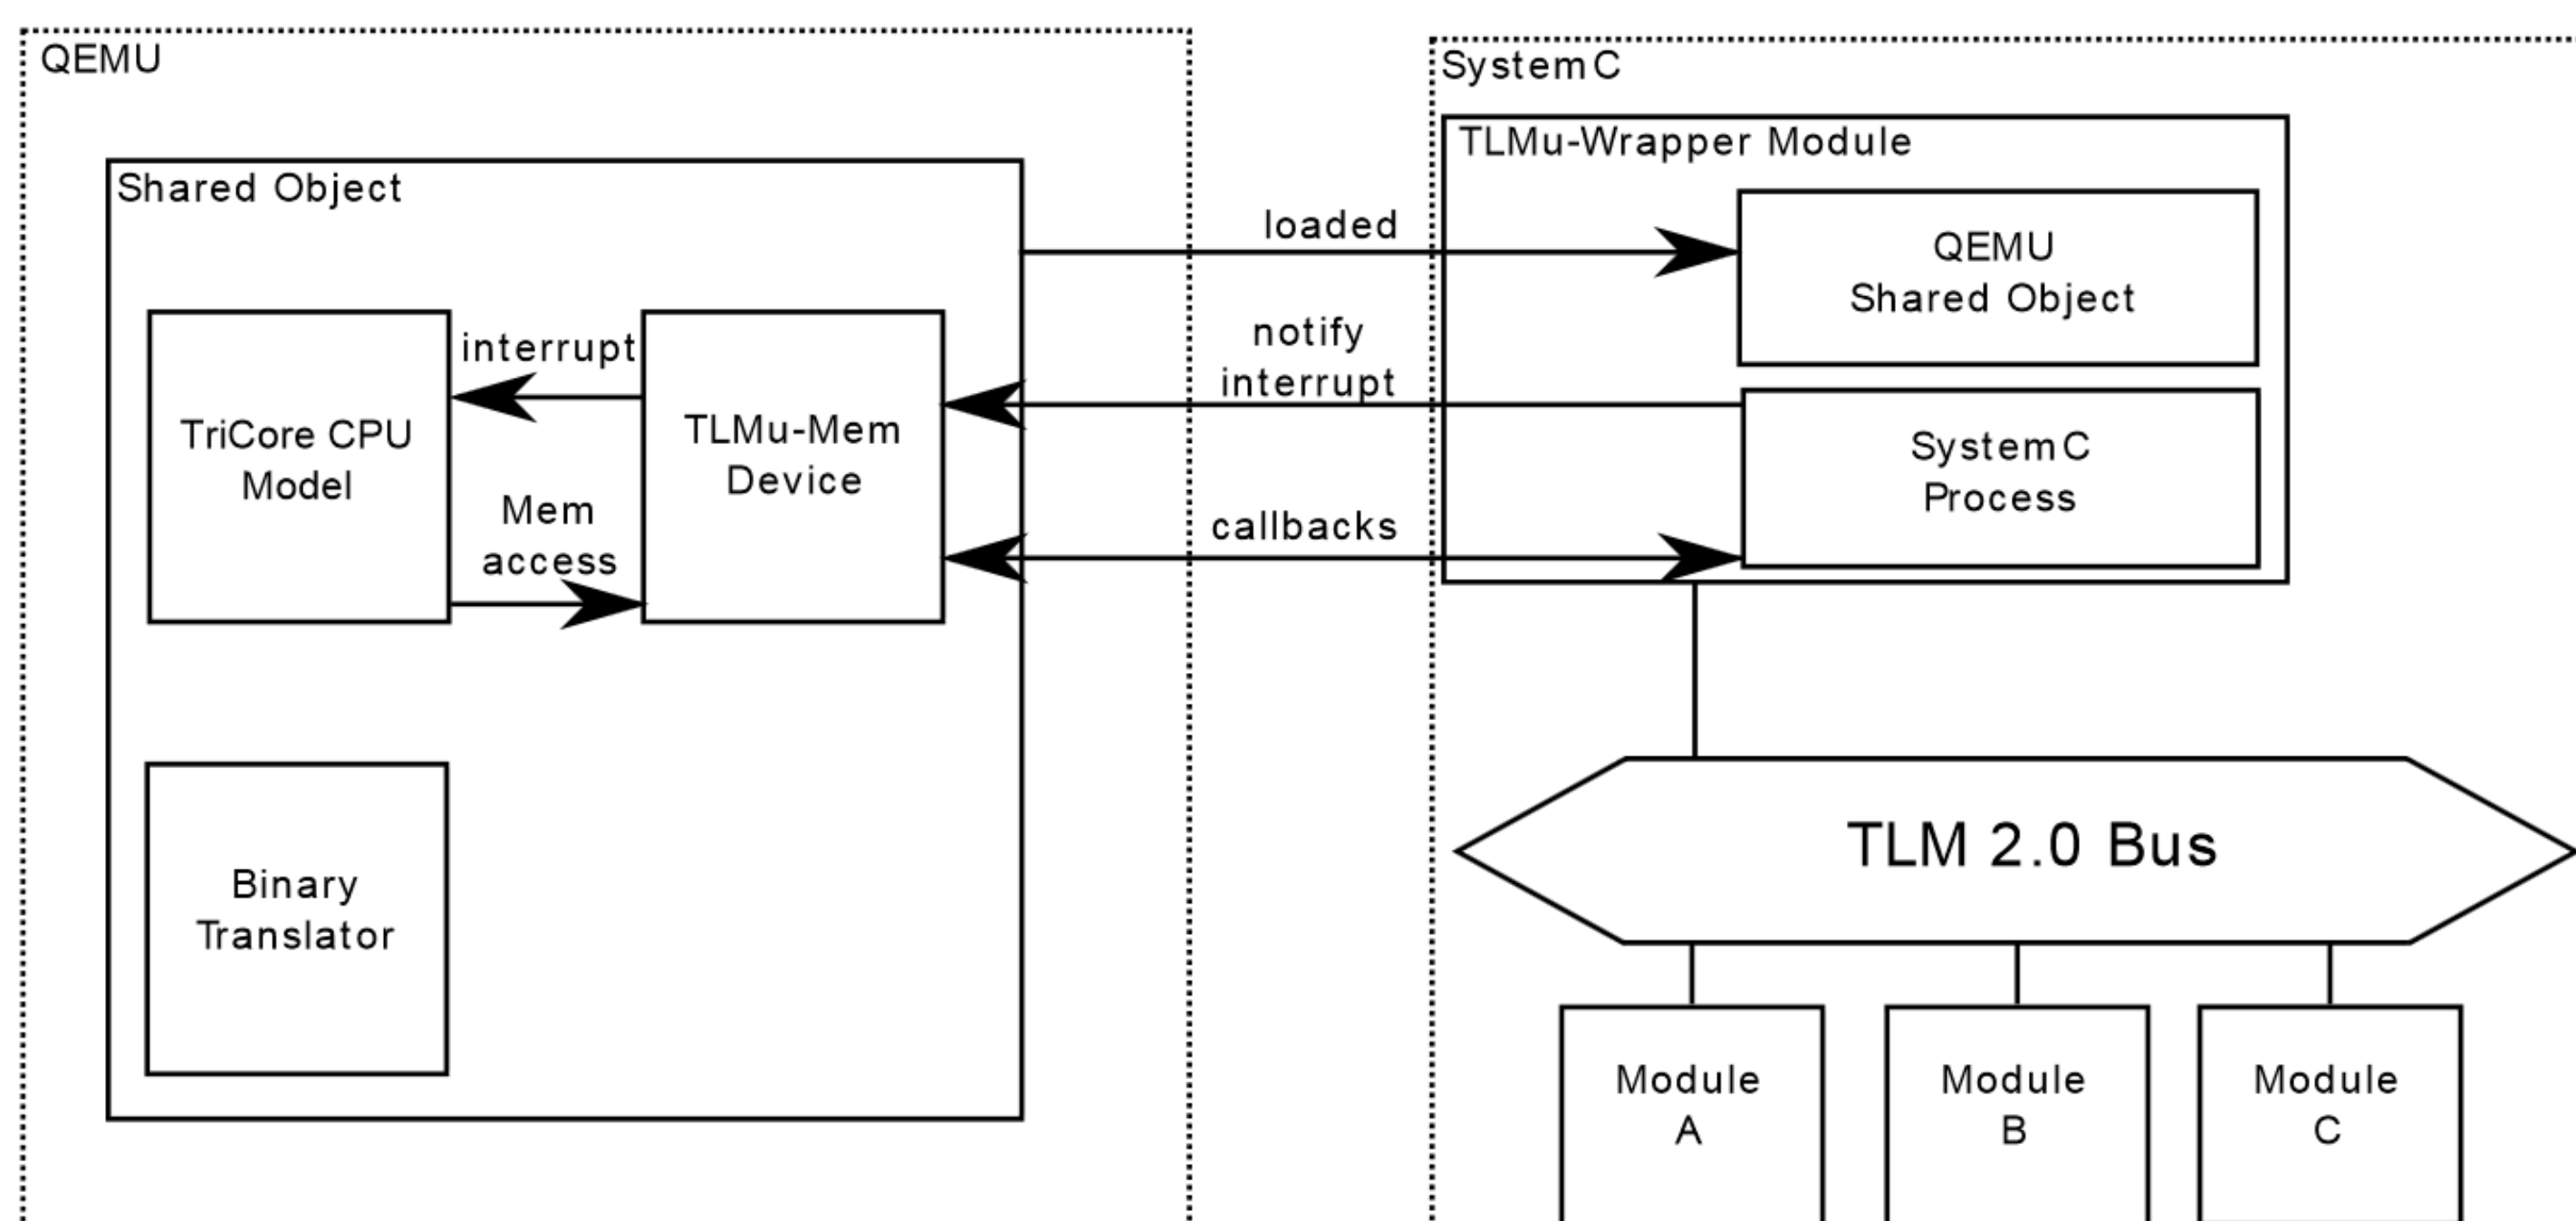 QEMU
Shared Object
TriCore CPU
Model
interrupt
Mem
access
TLMu-Mem
Device
Binary
Translator
loaded
notify
interrupt
callbacks
SystemC
TLMu-Wrapper Module
QEMU
Shared Object
SystemC
Process
TLM 2.0 Bus
Module
A
Module
B
Module
C